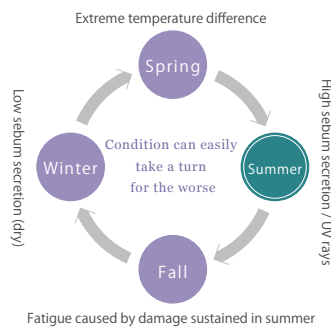 Extreme temperature difference
Spring
Low sebum secretion (dry)
Winter
Condition can easily
take a turn
for the worse
Summer
High sebum secretion / UV rays
Fall
Fatigue caused by damage sustained in summer